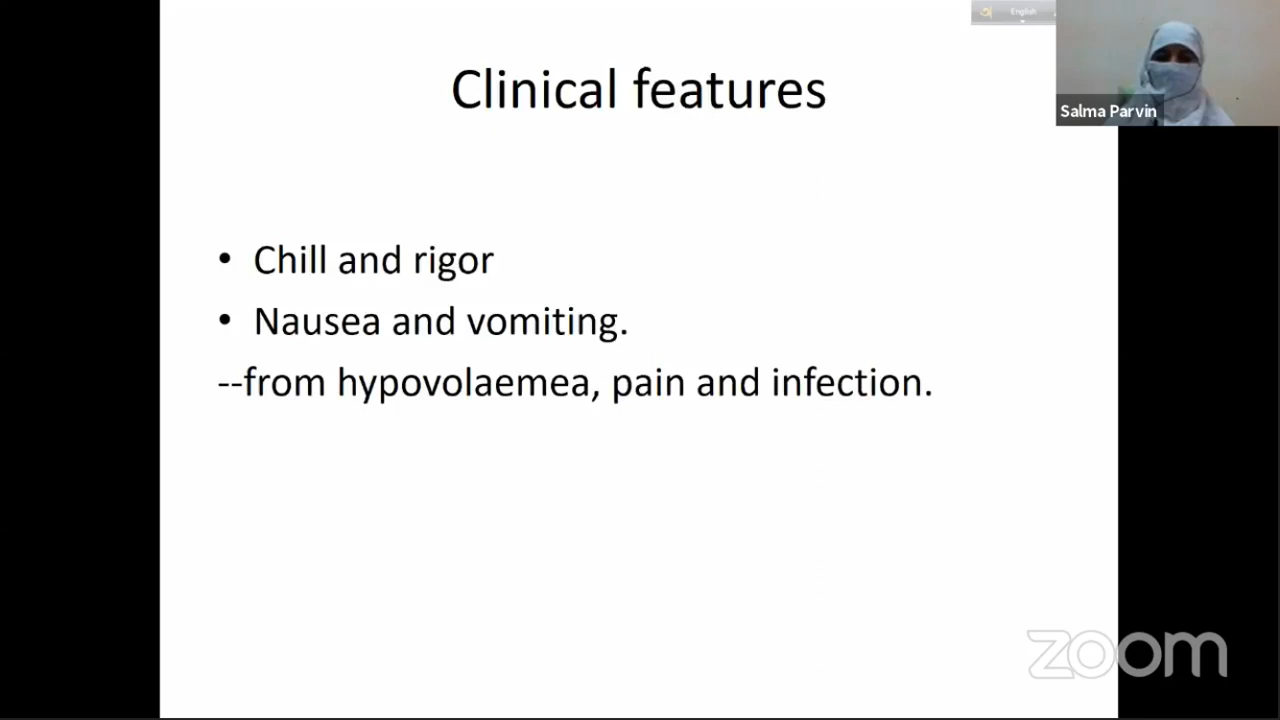 English
Clinical features
Salma Parvin
• Chill and rigor
• Nausea and vomiting.
--from hypovolaemea, pain and infection.
zoom